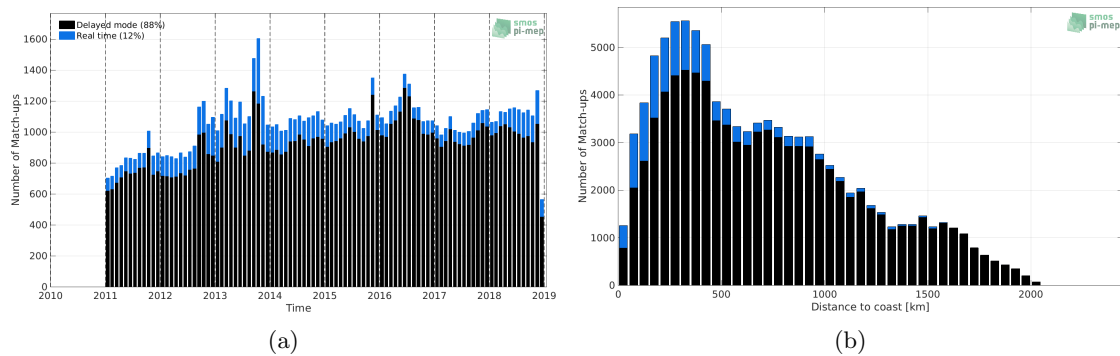 Delayed mode (88%)
Real time (12%)
smos
pi-mep
1600
1400
1200
1000
800
600
400
200
0
Number of Match-ups
2010 2011 2012 2013 2014 2015 2016 2017 2018 2019
Time
(a)
smos
pi-mep
5000
4000
3000
2000
1000
0
Number of Match-ups
0 500 1000 1500 2000
Distance to coast [km]
(b)